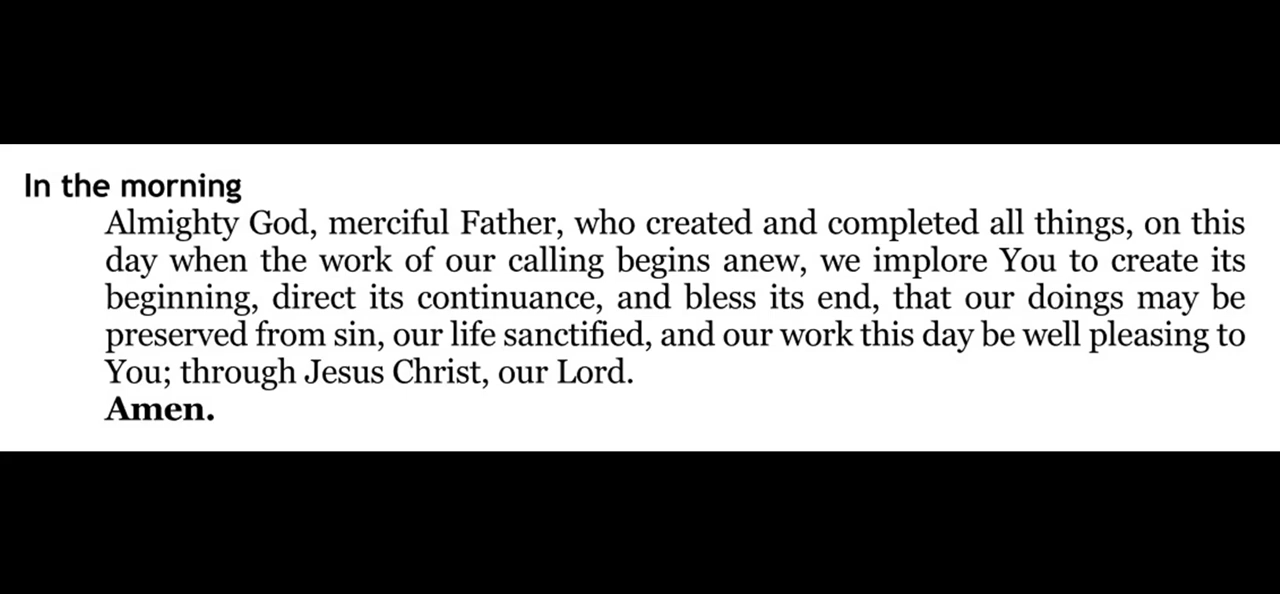 In the morning
Almighty God, merciful Father, who created and completed all things, on this
day when the work of our calling begins anew, we implore You to create its
beginning, direct its continuance, and bless its end, that our doings may be
preserved from sin, our life sanctified, and our work this day be well pleasing to
You; through Jesus Christ, our Lord.
Amen.